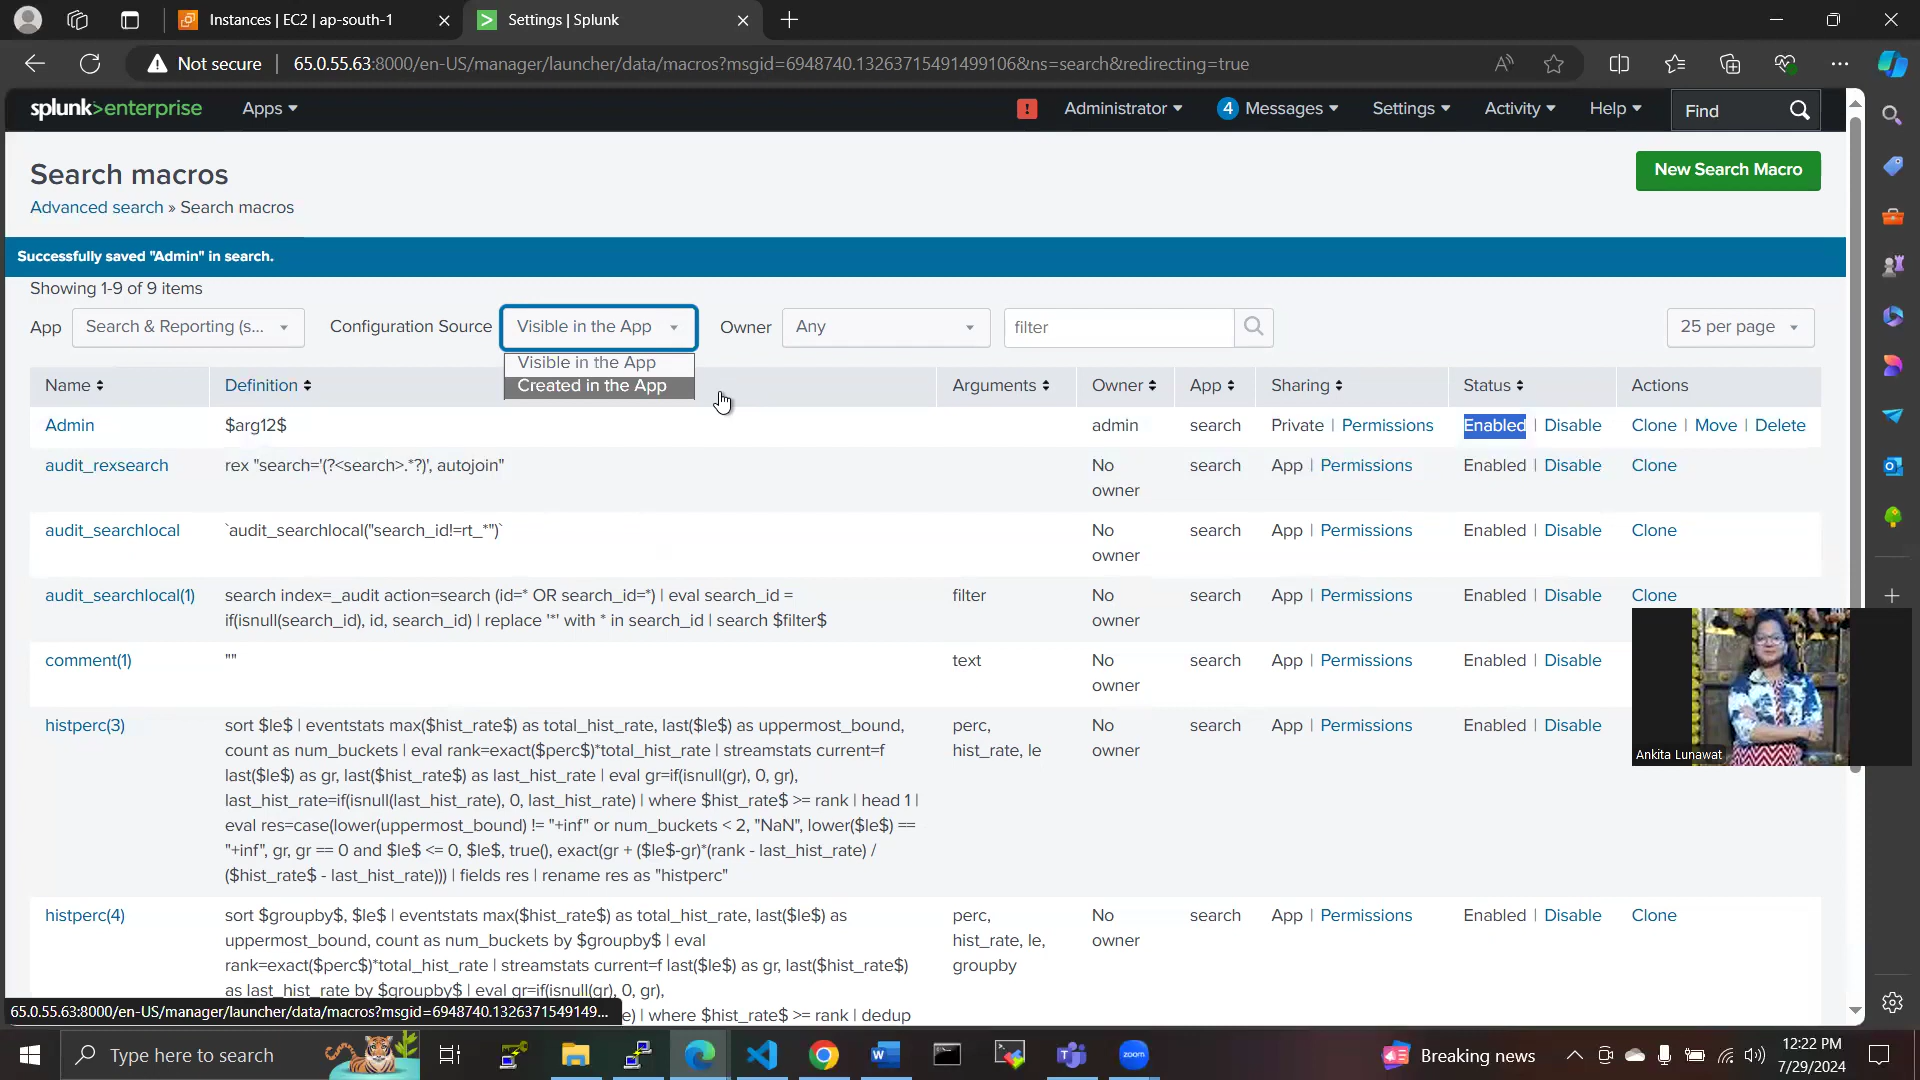 Instances | EC2 | ap-south-1
Settings | Splunk
Not secure
65.0.55.63:8000/en-US/manager/launcher/data/macros?msgid=6948740.13263715491499106&ns=search&redirecting=true
splunk>enterprise
Apps
Administrator
4 Messages
Settings
Activity
Help
Find
Search macros
New Search Macro
Advanced search » Search macros
Successfully saved "Admin" in search.
Showing 1-9 of 9 items
App
Search & Reporting (s...
Configuration Source
Visible in the App
Owner
Any
filter
25 per page
Visible in the App
Created in the App
Name Definition Arguments Owner App Sharing Status Actions
Admin $arg12$ admin search Private | Permissions Enabled | Disable Clone | Move | Delete
audit_rexsearch rex "search='(?<search>.*?)', autojoin" No owner search App | Permissions Enabled | Disable Clone
audit_searchlocal `audit_searchlocal("search_id!=rt_*")` No owner search App | Permissions Enabled | Disable Clone
audit_searchlocal(1) search index=_audit action=search (id=* OR search_id=*) | eval search_id =
if(isnull(search_id), id, search_id) | replace '*' with * in search_id | search $filter$
filter No owner search App | Permissions Enabled | Disable Clone
comment(1) "" text No owner search App | Permissions Enabled | Disable
histperc(3) sort $le$ | eventstats max($hist_rate$) as total_hist_rate, last($le$) as uppermost_bound,
count as num_buckets | eval rank=exact($perc$)*total_hist_rate | streamstats current=f
last($le$) as gr, last($hist_rate$) as last_hist_rate | eval gr=if(isnull(gr), 0, gr),
last_hist_rate=if(isnull(last_hist_rate), 0, last_hist_rate) | where $hist_rate$ >= rank | head 1 |
eval res=case(lower(uppermost_bound) != "+inf" or num_buckets < 2, "NaN", lower($le$) ==
"+inf", gr, gr == 0 and $le$ <= 0, $le$, true(), exact(gr + ($le$-gr)*(rank - last_hist_rate) /
($hist_rate$ - last_hist_rate))) | fields res | rename res as "histperc"
perc,
hist_rate, le
No owner search App | Permissions Enabled | Disable
Ankita Lunawat
histperc(4) sort $groupby$, $le$ | eventstats max($hist_rate$) as total_hist_rate, last($le$) as
uppermost_bound, count as num_buckets by $groupby$ | eval
rank=exact($perc$)*total_hist_rate | streamstats current=f last($le$) as gr, last($hist_rate$)
as last_hist_rate by $groupby$ | eval gr=if(isnull(gr), 0, gr),
e) | where $hist_rate$ >= rank | dedup
perc,
hist_rate, le,
groupby
No owner search App | Permissions Enabled | Disable Clone
65.0.55.63:8000/en-US/manager/launcher/data/macros?msgid=6948740.1326371549149...
Type here to search
zoom
Breaking news
12:22 PM
7/29/2024